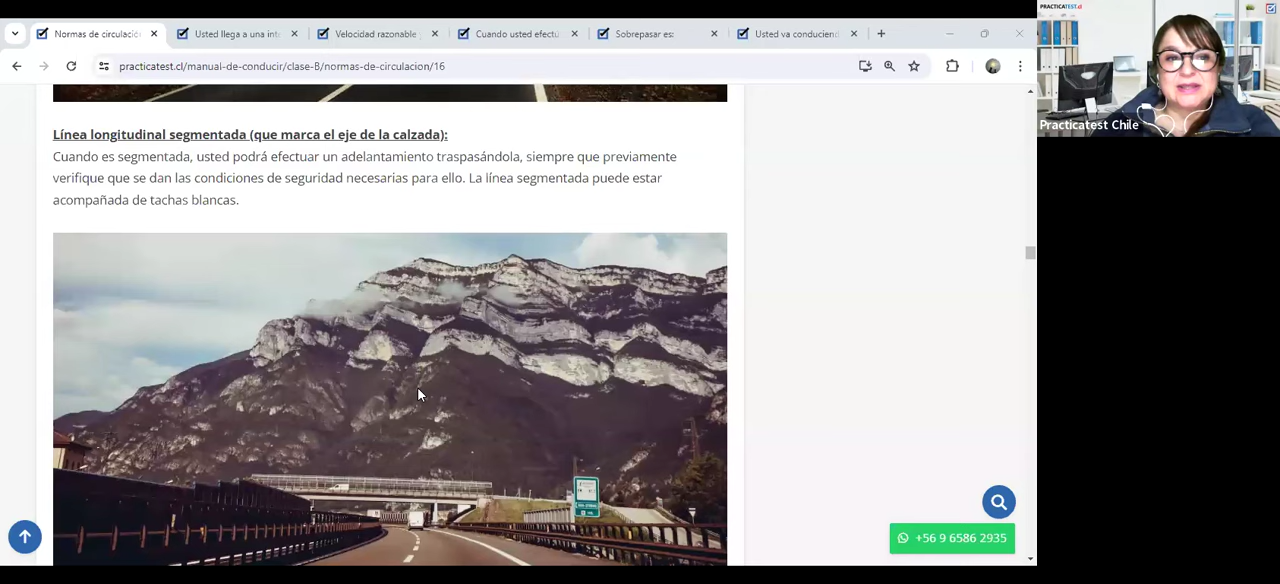 Normas de circulació
Usted llega a una int
Velocidad razonable
Cuando usted efectú
Sobrepasar es:
Usted va conducien
practicatest.cl/manual-de-conducir/clase-B/normas-de-circulacion/16
PRACTICATEST.cl
Practicatest Chile
Línea longitudinal segmentada (que marca el eje de la calzada):
Cuando es segmentada, usted podrá efectuar un adelantamiento traspasándola, siempre que previamente
verifique que se dan las condiciones de seguridad necesarias para ello. La línea segmentada puede estar
acompañada de tachas blancas.
+56 9 6586 2935